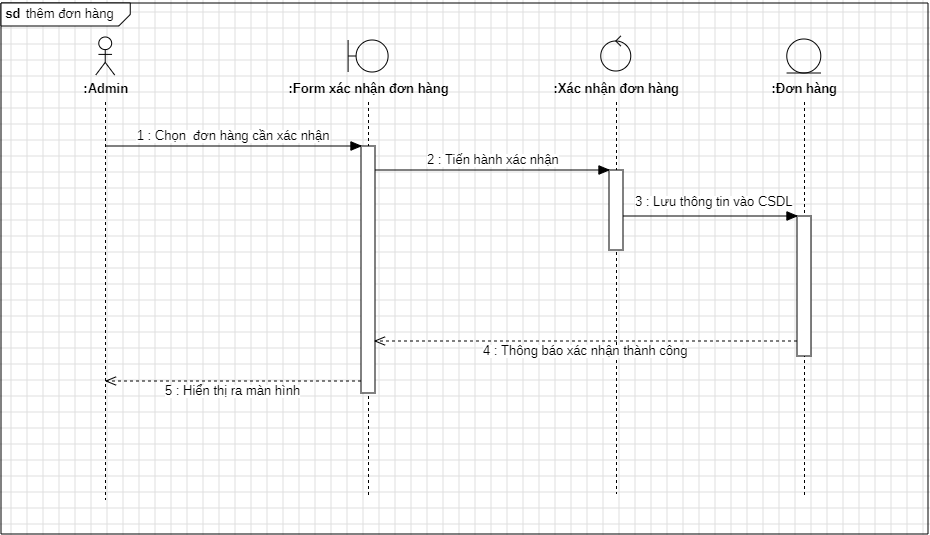 sd thêm đơn hàng
:Admin
:Form xác nhận đơn hàng
:Xác nhận đơn hàng
:Đơn hàng
1 : Chọn đơn hàng cần xác nhận
2 : Tiến hành xác nhận
3 : Lưu thông tin vào CSDL
4 : Thông báo xác nhận thành công
5 : Hiển thị ra màn hình